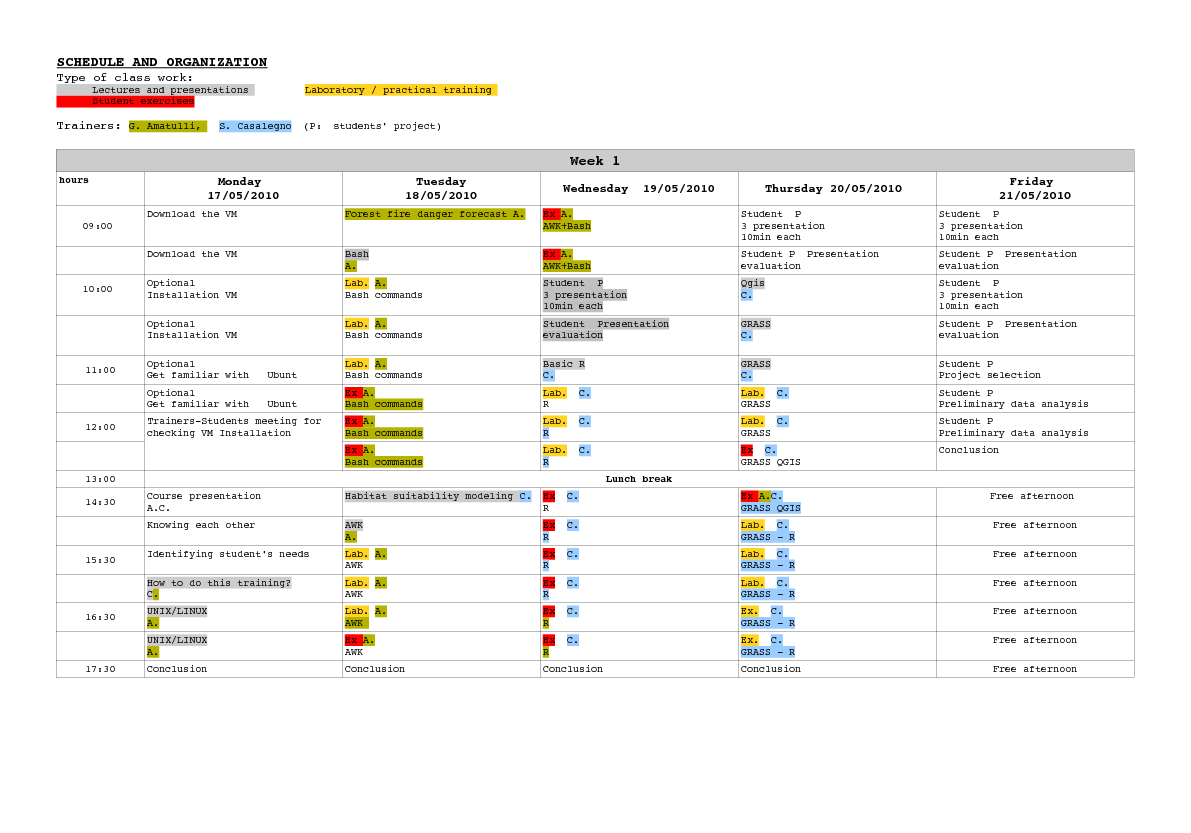 SCHEDULE AND ORGANIZATION
Type of class work:
Lectures and presentations Laboratory / practical training
Student exercises
Trainers: G. Amatulli, S. Casalegno (P: students' project)
Week 1
hours Monday 17/05/2010 Tuesday 18/05/2010 Wednesday 19/05/2010 Thursday 20/05/2010 Friday 21/05/2010
09:00
Download the VM
Forest fire danger forecast A.
Ex A.
AWK+Bash
Student P
3 presentation
10min each
Student P
3 presentation
10min each
Download the VM
Bash
A.
Ex A.
AWK+Bash
Student P Presentation
evaluation
Student P Presentation
evaluation
10:00
Optional
Installation VM
Lab. A.
Bash commands
Student P
3 presentation
10min each
Qgis
C.
Student P
3 presentation
10min each
Optional
Installation VM
Lab. A.
Bash commands
Student Presentation
evaluation
GRASS
C.
Student P Presentation
evaluation
11:00
Optional
Get familiar with Ubunt
Lab. A.
Bash commands
Basic R
C.
GRASS
C.
Student P
Project selection
Optional
Get familiar with Ubunt
Ex A.
Bash commands
Lab. C.
R
Lab. C.
GRASS
Student P
Preliminary data analysis
12:00
Trainers-Students meeting for
checking VM Installation
Ex A.
Bash commands
Lab. C.
R
Lab. C.
GRASS
Student P
Preliminary data analysis
Ex A.
Bash commands
Lab. C.
R
Ex C.
GRASS QGIS
Conclusion
13:00
Lunch break
14:30
Course presentation
A.C.
Habitat suitability modeling C.
Ex C.
R
Ex A.C.
GRASS QGIS
Free afternoon
Knowing each other
AWK
A.
Ex C.
R
Lab. C.
GRASS - R
Free afternoon
15:30
Identifying student's needs
Lab. A.
AWK
Ex C.
R
Lab. C.
GRASS - R
Free afternoon
How to do this training?
C.
Lab. A.
AWK
Ex C.
R
Lab. C.
GRASS - R
Free afternoon
16:30
UNIX/LINUX
A.
Lab. A.
AWK
Ex C.
R
Ex. C.
GRASS - R
Free afternoon
UNIX/LINUX
A.
Ex A.
AWK
Ex C.
R
Ex. C.
GRASS - R
Free afternoon
17:30
Conclusion
Conclusion
Conclusion
Conclusion
Free afternoon